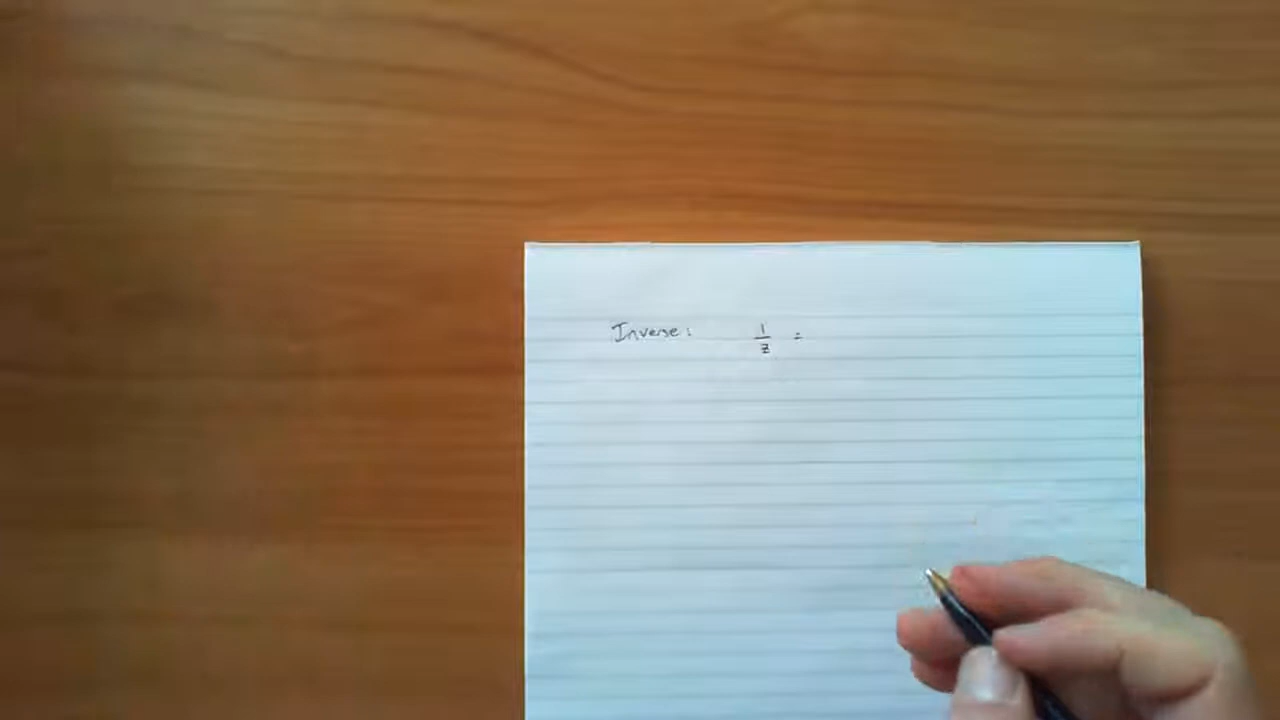 Inverse: 1/z =